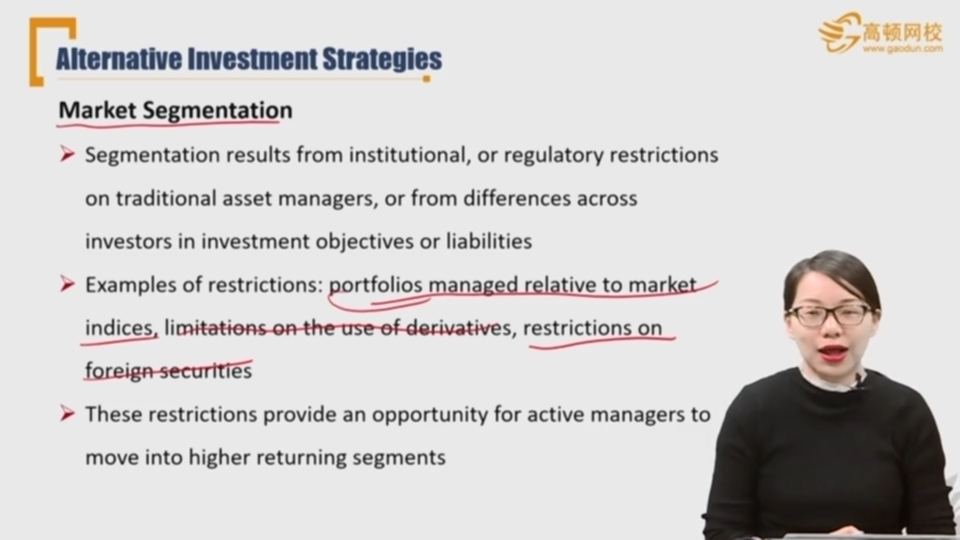 高顿网校
www.gaodun.com
Alternative Investment Strategies
Market Segmentation
Segmentation results from institutional, or regulatory restrictions
on traditional asset managers, or from differences across
investors in investment objectives or liabilities
Examples of restrictions: portfolios managed relative to market
indices, limitations on the use of derivatives, restrictions on
foreign securities
These restrictions provide an opportunity for active managers to
move into higher returning segments